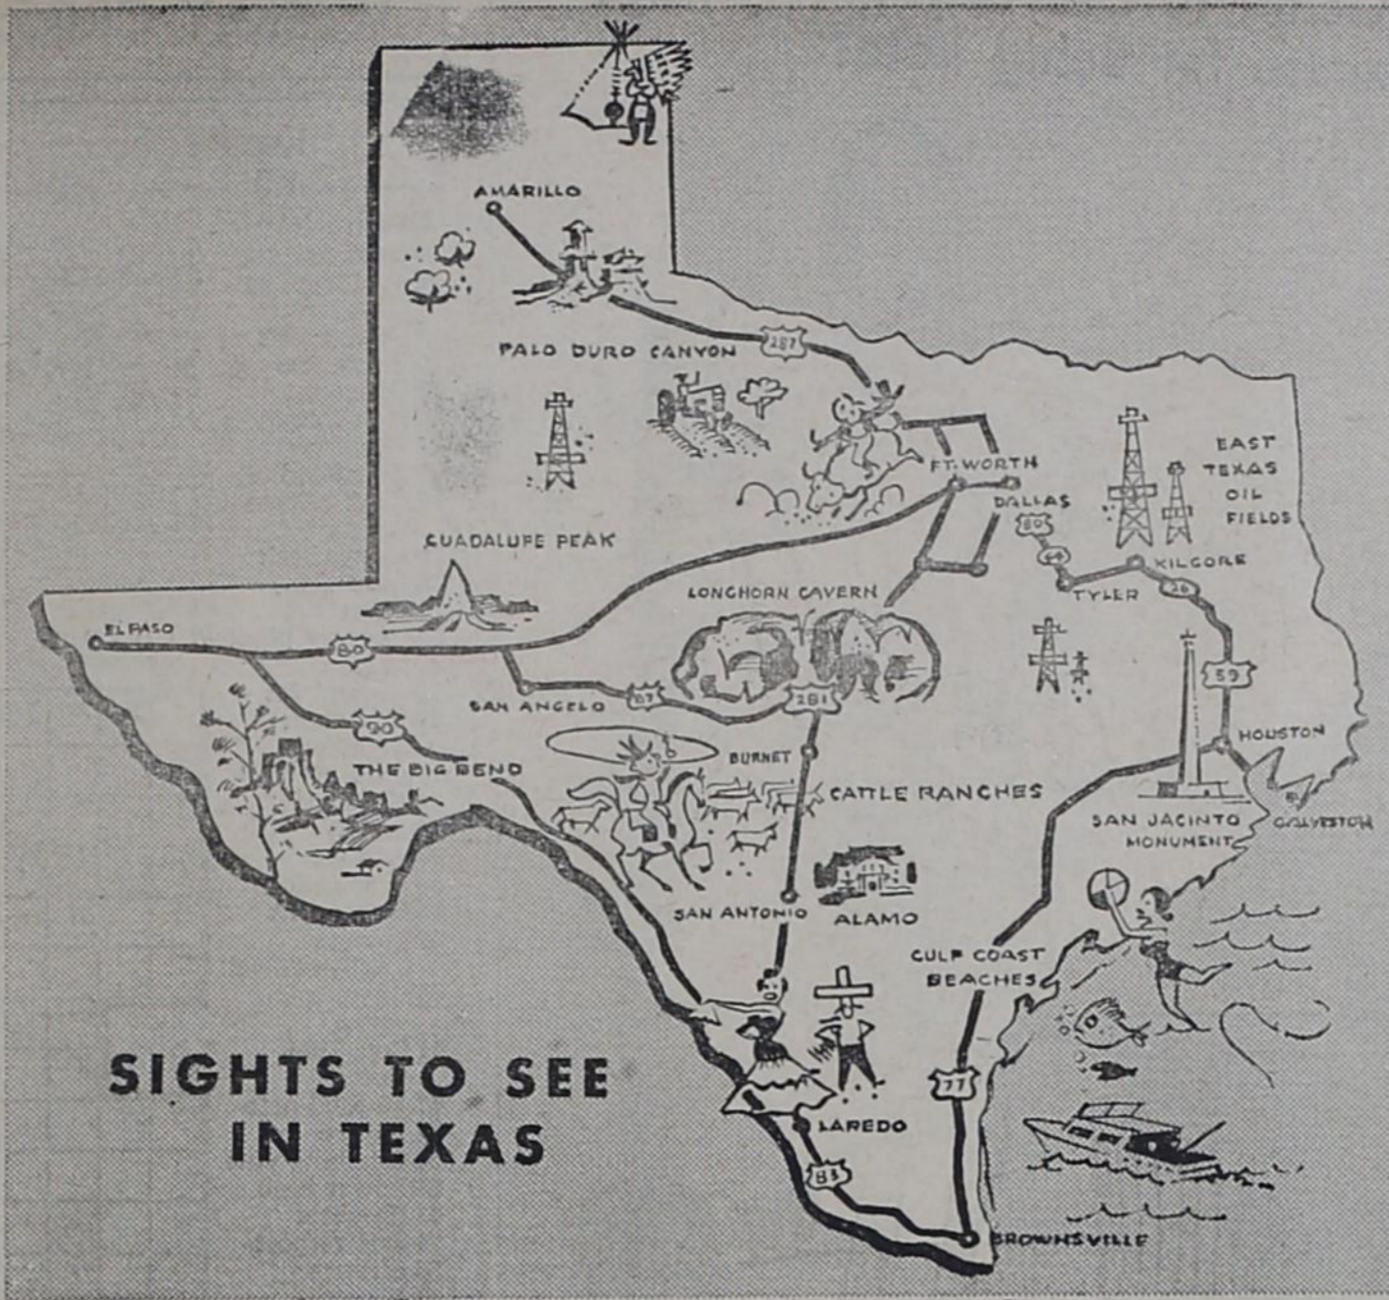 AMARILLO
PALO DURO CANYON
287
FT. WORTH
DALLAS
80
EAST
TEXAS
OIL
FIELDS
64
KILGORE
TYLER
26
GUADALUPE PEAK
LONGHORN CAVERN
EL PASO
80
59
SAN ANGELO
87
281
90
HOUSTON
THE BIG BEND
BURNET
CATTLE RANCHES
SAN JACINTO
MONUMENT
GALVESTON
SAN ANTONIO
ALAMO
GULF COAST
BEACHES
SIGHTS TO SEE
IN TEXAS
77
LAREDO
83
BROWNSVILLE